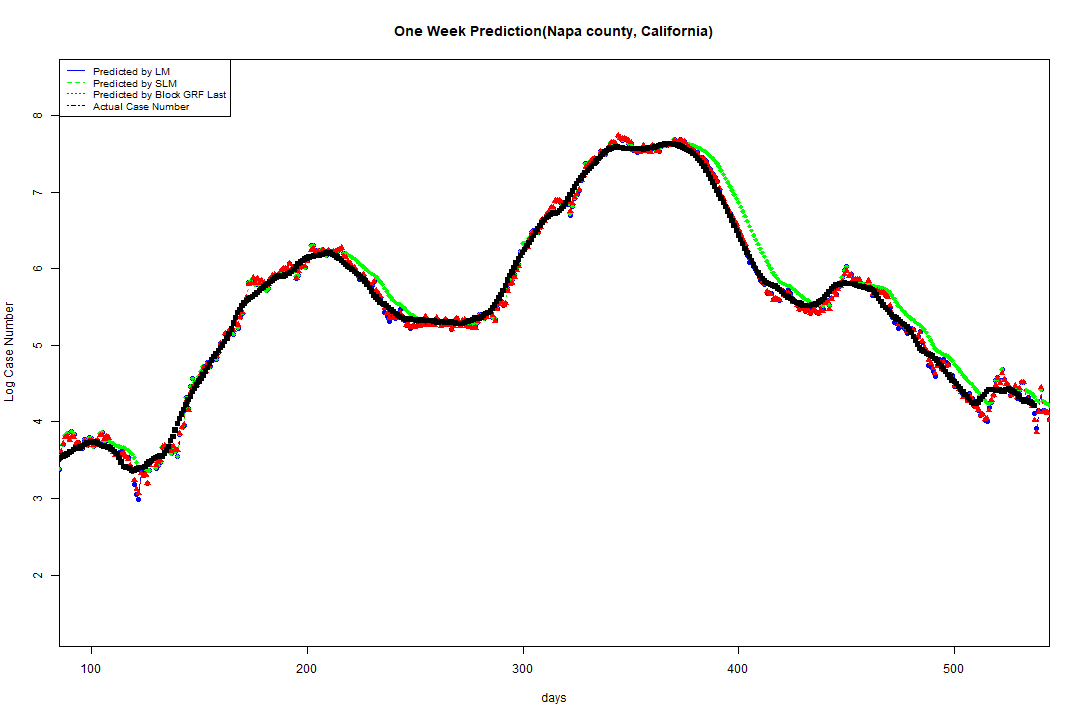 One Week Prediction(Napa county, California)
Predicted by LM
Predicted by SLM
Predicted by Block GRF Last
Actual Case Number
8
7
6
5
4
3
2
Log Case Number
100 200 300 400 500
days